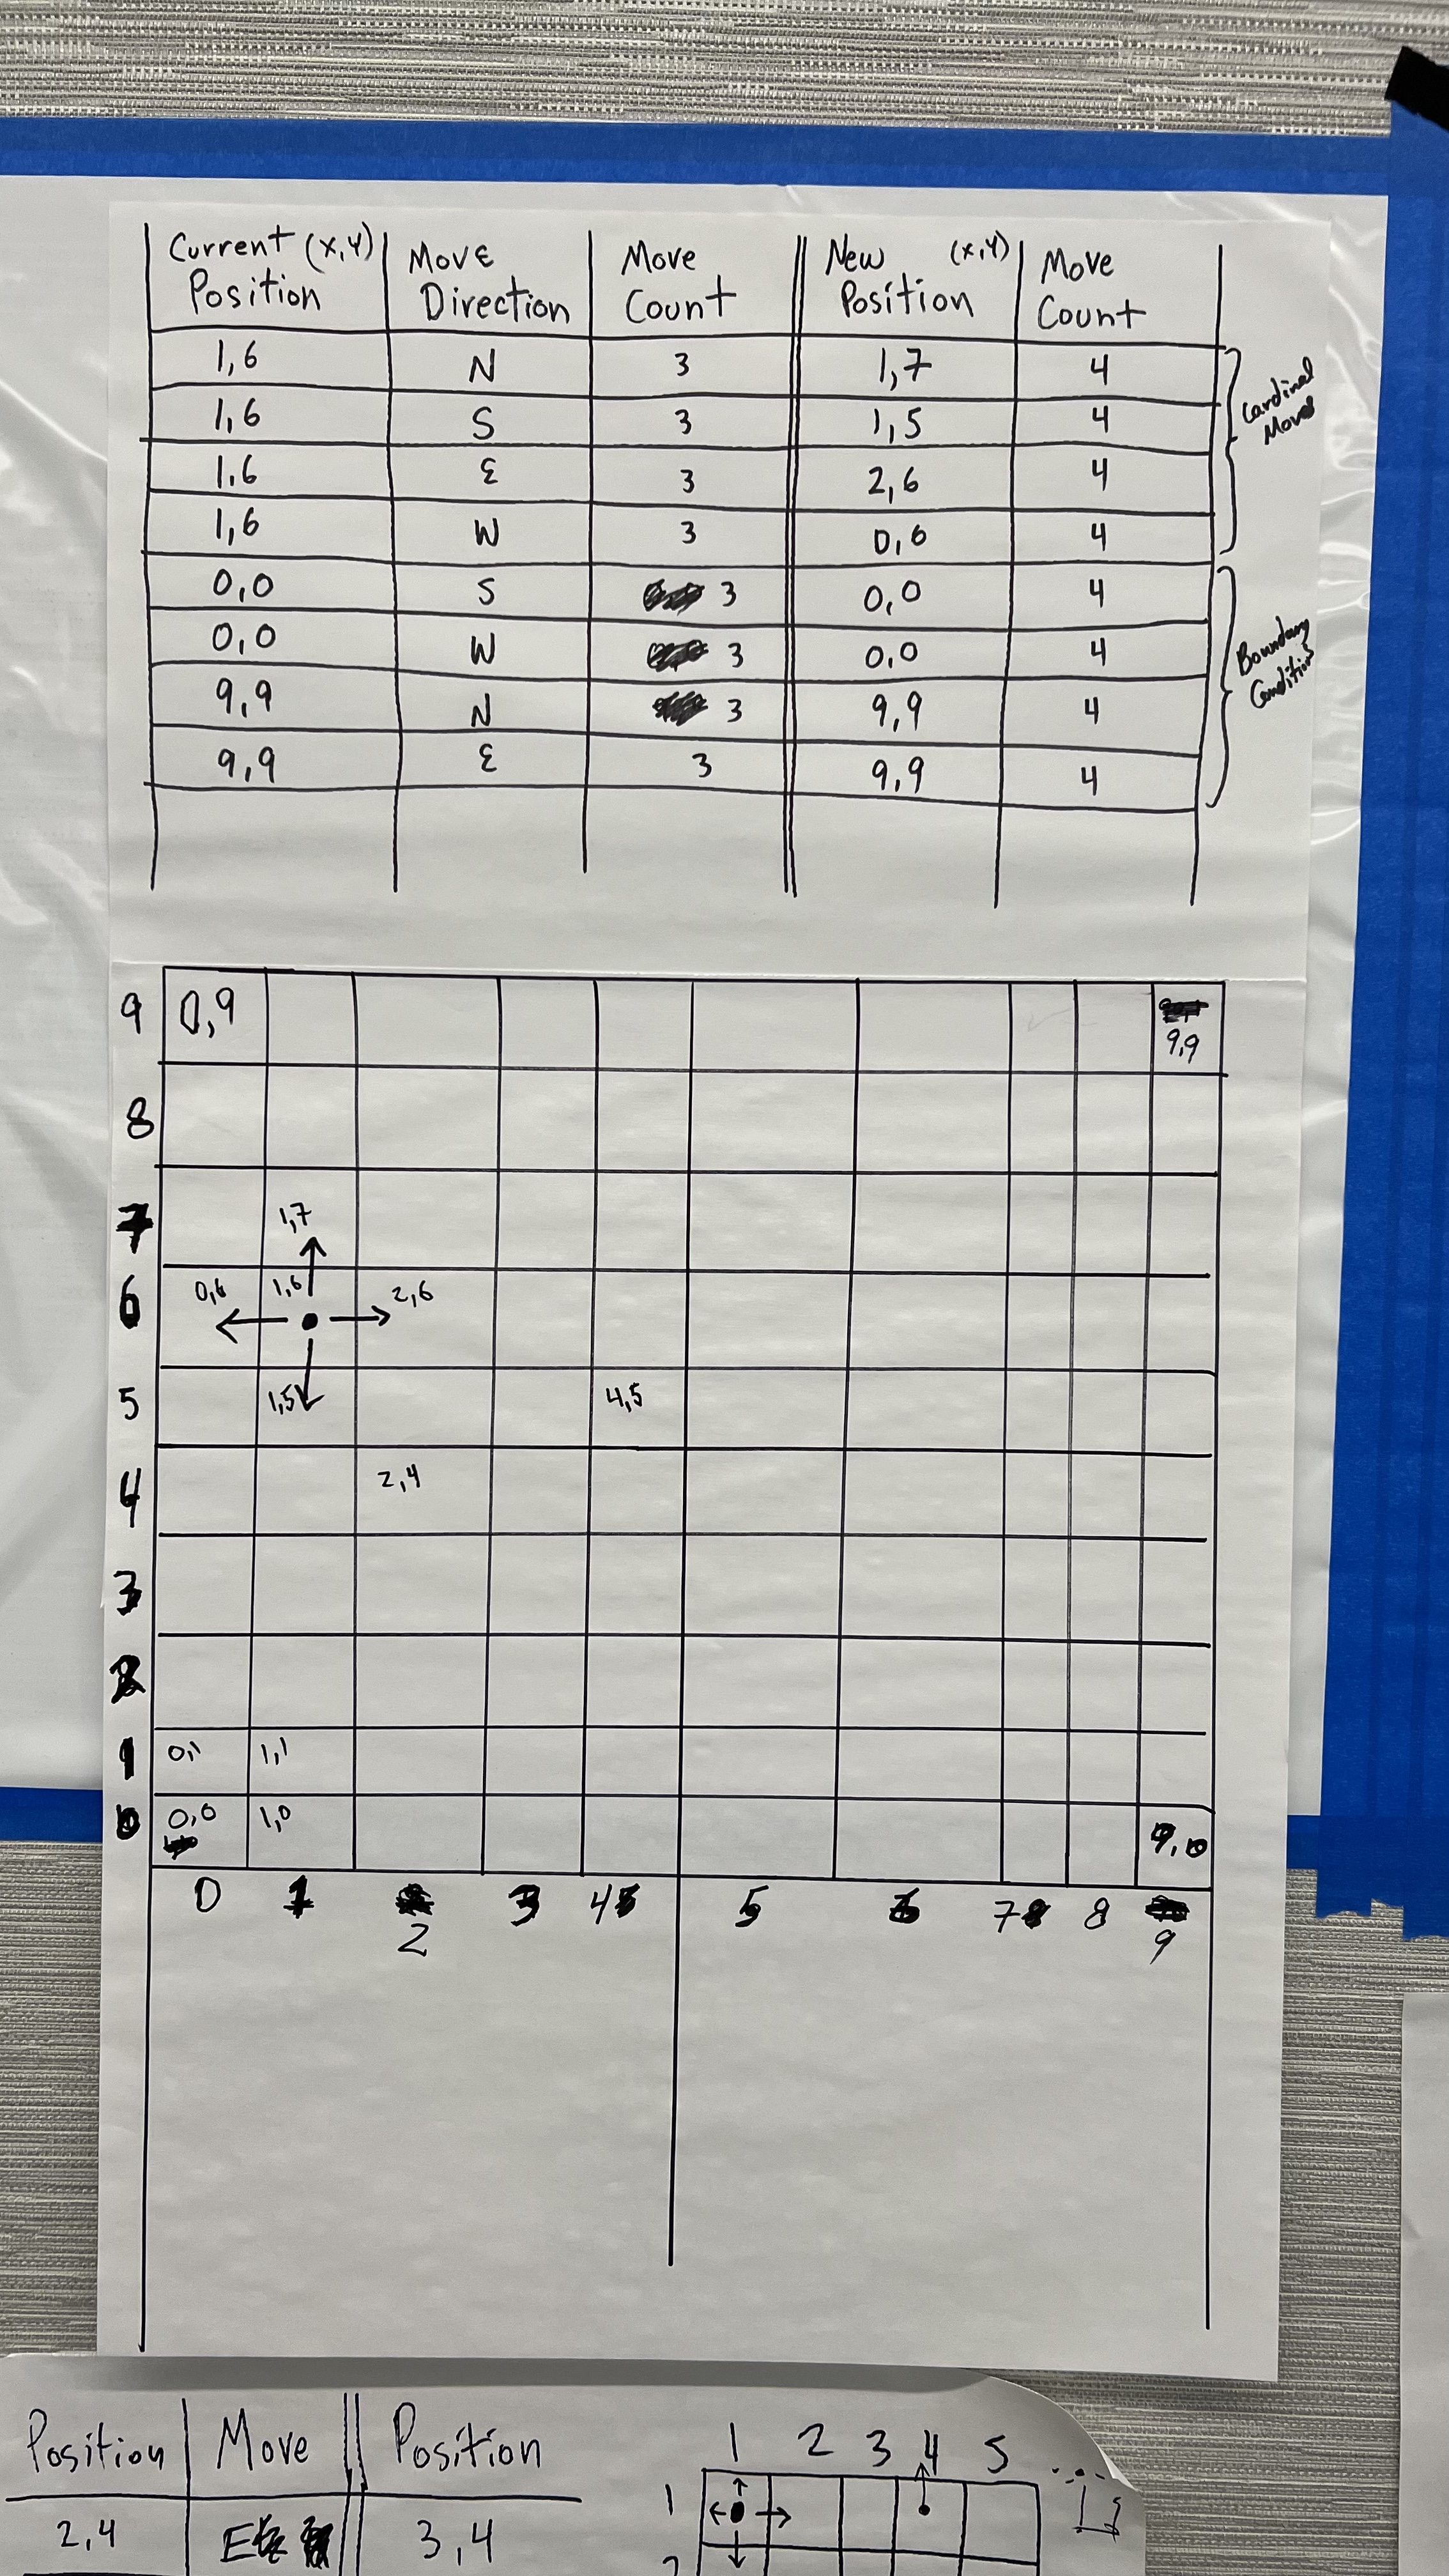 Current (x,y) Position | Move Direction | Move Count || New Position (x,y) | Move Count
1,6 | N | 3 || 1,7 | 4
1,6 | S | 3 || 1,5 | 4
1,6 | E | 3 || 2,6 | 4
1,6 | W | 3 || 0,6 | 4
Cardinal Moves
0,0 | S | 3 || 0,0 | 4
0,0 | W | 3 || 0,0 | 4
9,9 | N | 3 || 9,9 | 4
9,9 | E | 3 || 9,9 | 4
Boundary
9 0,9 9,9
8
7 1,7
6 0,6 1,6 2,6
5 1,5 4,5
4 2,4
3
2
1 0,1 1,1
0 0,0 1,0 9,0
0 1 2 3 4 5 6 7 8 9
Position | Move || Position
2,4 | E || 3,4
1 2 3 4 5
1
2